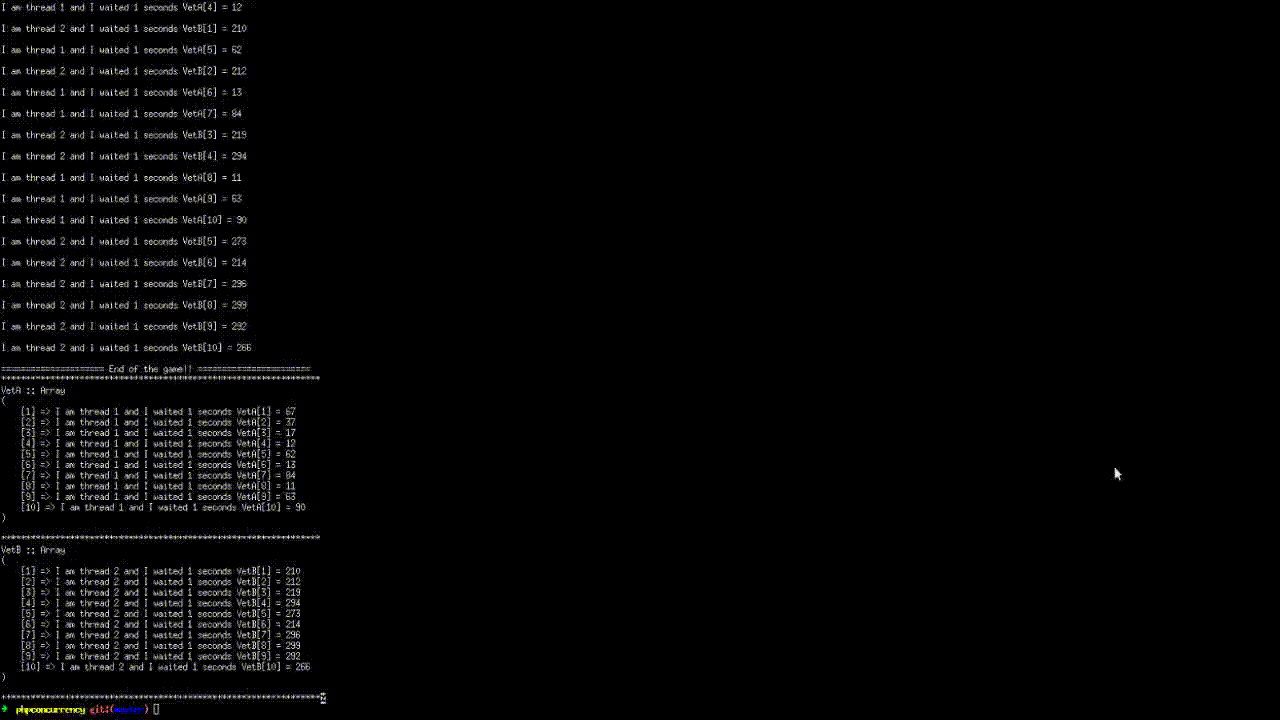 I am thread 1 and I waited 1 seconds VetA[4] = 12
I am thread 2 and I waited 1 seconds VetB[1] = 210
I am thread 1 and I waited 1 seconds VetA[5] = 62
I am thread 2 and I waited 1 seconds VetB[2] = 212
I am thread 1 and I waited 1 seconds VetA[6] = 13
I am thread 1 and I waited 1 seconds VetA[7] = 84
I am thread 2 and I waited 1 seconds VetB[3] = 219
I am thread 2 and I waited 1 seconds VetB[4] = 294
I am thread 1 and I waited 1 seconds VetA[8] = 11
I am thread 1 and I waited 1 seconds VetA[9] = 63
I am thread 1 and I waited 1 seconds VetA[10] = 90
I am thread 2 and I waited 1 seconds VetB[5] = 273
I am thread 2 and I waited 1 seconds VetB[6] = 214
I am thread 2 and I waited 1 seconds VetB[7] = 296
I am thread 2 and I waited 1 seconds VetB[8] = 299
I am thread 2 and I waited 1 seconds VetB[9] = 292
I am thread 2 and I waited 1 seconds VetB[10] = 266
===================== End of the game!! =======================
*****************************************************************
VetA :: Array
(
[1] => I am thread 1 and I waited 1 seconds VetA[1] = 67
[2] => I am thread 1 and I waited 1 seconds VetA[2] = 37
[3] => I am thread 1 and I waited 1 seconds VetA[3] = 17
[4] => I am thread 1 and I waited 1 seconds VetA[4] = 12
[5] => I am thread 1 and I waited 1 seconds VetA[5] = 62
[6] => I am thread 1 and I waited 1 seconds VetA[6] = 13
[7] => I am thread 1 and I waited 1 seconds VetA[7] = 84
[8] => I am thread 1 and I waited 1 seconds VetA[8] = 11
[9] => I am thread 1 and I waited 1 seconds VetA[9] = 63
[10] => I am thread 1 and I waited 1 seconds VetA[10] = 90
)
*****************************************************************
VetB :: Array
(
[1] => I am thread 2 and I waited 1 seconds VetB[1] = 210
[2] => I am thread 2 and I waited 1 seconds VetB[2] = 212
[3] => I am thread 2 and I waited 1 seconds VetB[3] = 219
[4] => I am thread 2 and I waited 1 seconds VetB[4] = 294
[5] => I am thread 2 and I waited 1 seconds VetB[5] = 273
[6] => I am thread 2 and I waited 1 seconds VetB[6] = 214
[7] => I am thread 2 and I waited 1 seconds VetB[7] = 296
[8] => I am thread 2 and I waited 1 seconds VetB[8] = 299
[9] => I am thread 2 and I waited 1 seconds VetB[9] = 292
[10] => I am thread 2 and I waited 1 seconds VetB[10] = 266
)
*****************************************************************%
➜ phpconcurrency git:(master)